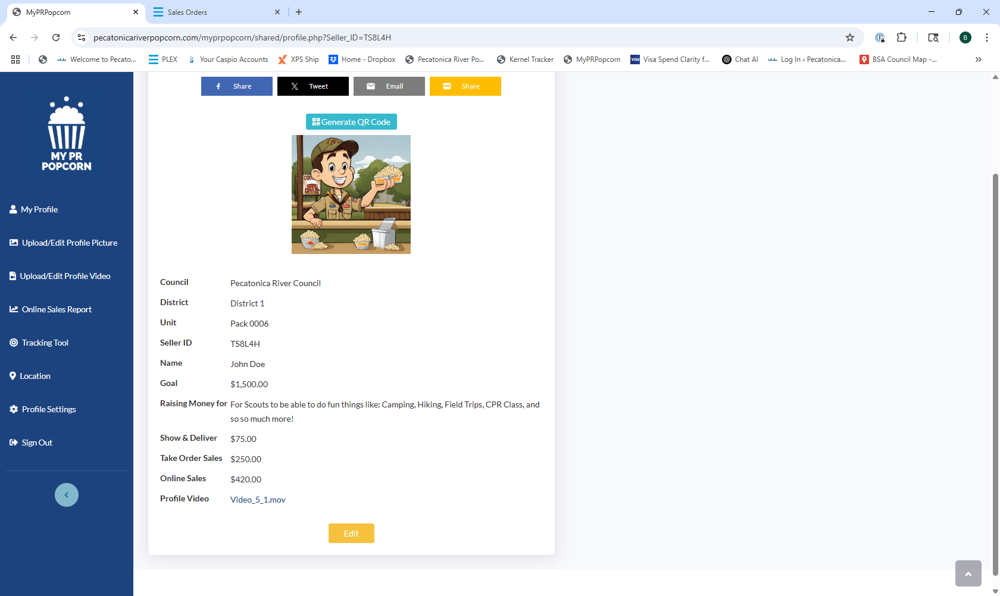 MyPRPopcorn
Sales Orders
pecatonicariverpopcorn.com/myprpopcorn/shared/profile.php?Seller_ID=TS8L4H
B
Welcome to Pecato...
PLEX
Your Caspio Accounts
XPS Ship
Home - Dropbox
Pecatonica River Po...
Kernel Tracker
MyPRPopcorn
VISA
Visa Spend Clarity f...
Chat AI
Log In ‹ Pecatonica...
BSA Council Map -...
MY PR
POPCORN
My Profile
Upload/Edit Profile Picture
Upload/Edit Profile Video
Online Sales Report
Tracking Tool
Location
Profile Settings
Sign Out
Share
Tweet
Email
SMS
Share
Generate QR Code
Council
Pecatonica River Council
District
District 1
Unit
Pack 0006
Seller ID
TS8L4H
Name
John Doe
Goal
$1,500.00
Raising Money for
For Scouts to be able to do fun things like: Camping, Hiking, Field Trips, CPR Class, and
so so much more!
Show & Deliver
$75.00
Take Order Sales
$250.00
Online Sales
$420.00
Profile Video
Video_5_1.mov
Edit